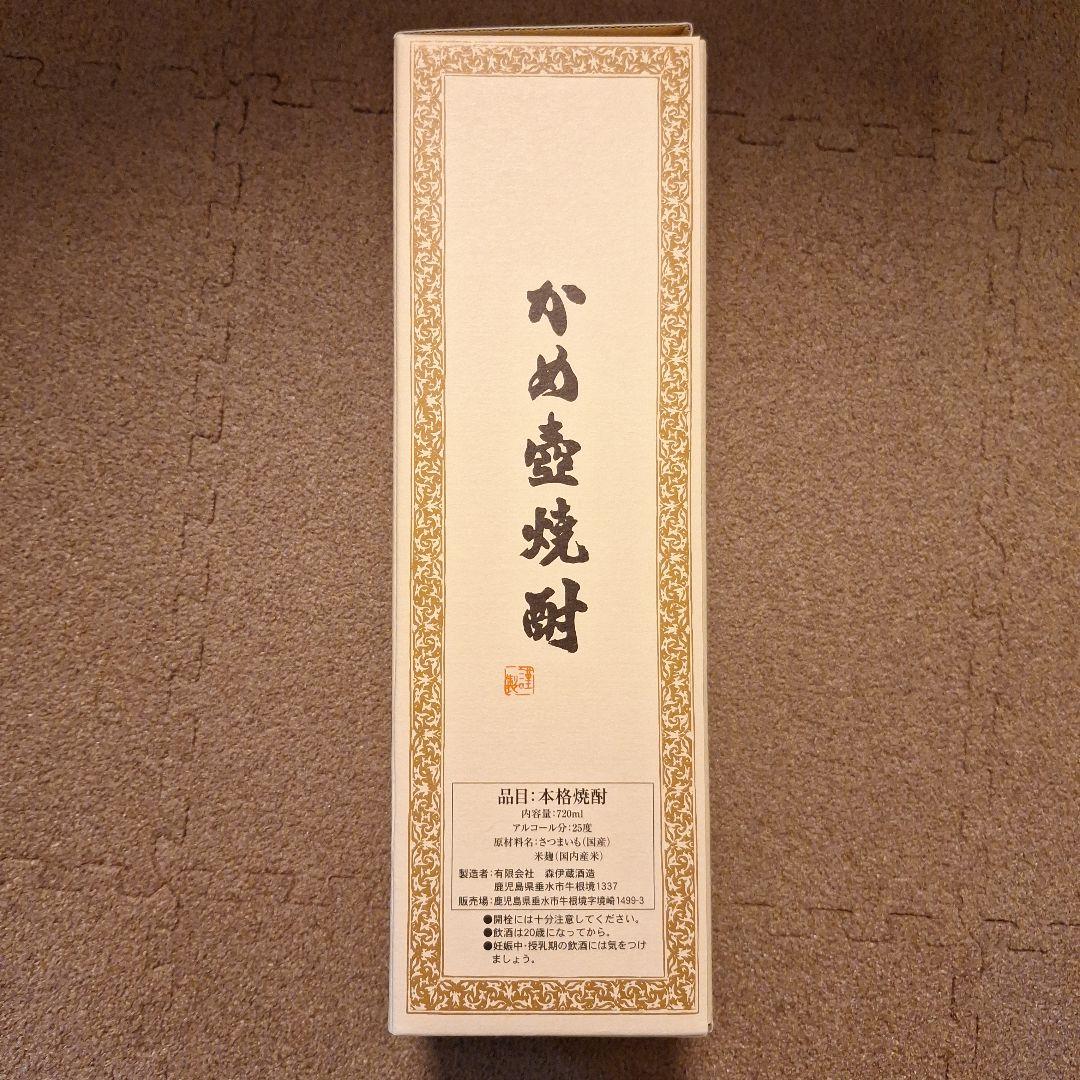 かめ壺焼酎
謹製
品目:本格焼酎
内容量:720ml
アルコール分:25度
原材料名:さつまいも(国産)
米麹(国内産米)
製造者:有限会社 森伊蔵酒造
鹿児島県垂水市牛根境1337
販売場:鹿児島県垂水市牛根境字境崎1499-3
●開栓には十分注意してください。
●飲酒は20歳になってから。
●妊娠中・授乳期の飲酒には気をつけ
ましょう。